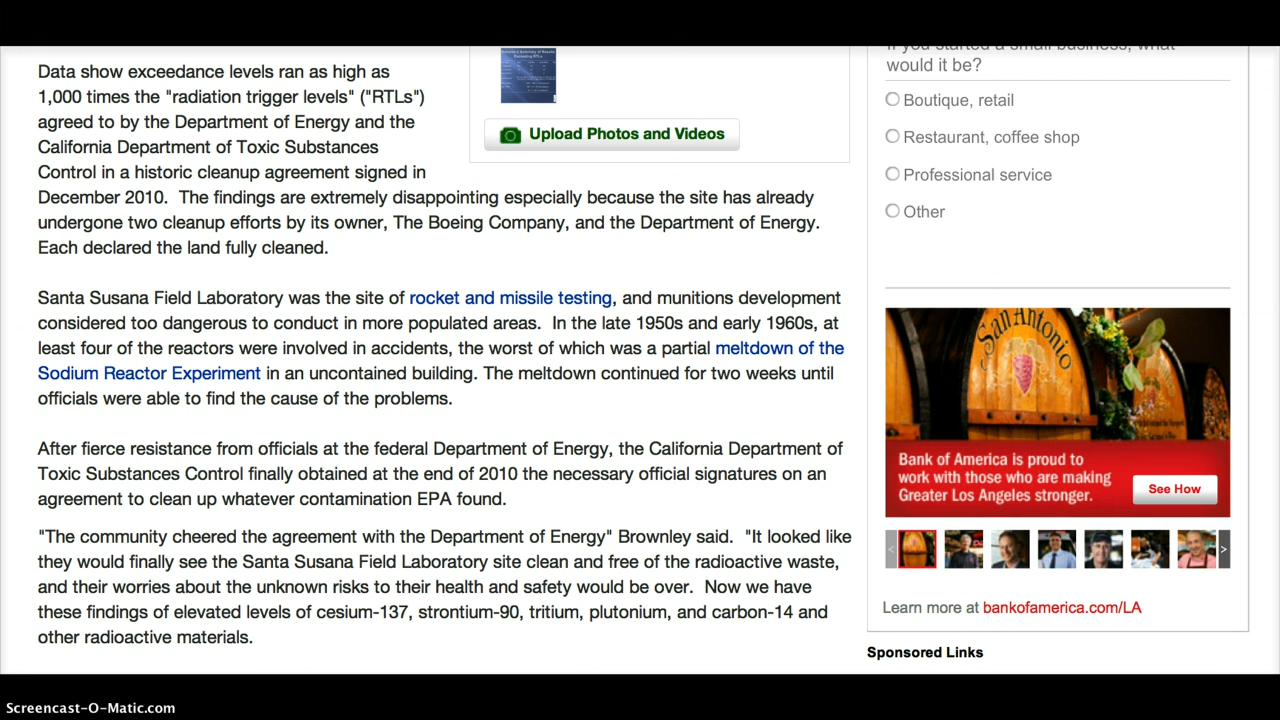 Data show exceedance levels ran as high as
1,000 times the "radiation trigger levels" ("RTLs")
agreed to by the Department of Energy and the
California Department of Toxic Substances
Control in a historic cleanup agreement signed in
December 2010.  The findings are extremely disappointing especially because the site has already
undergone two cleanup efforts by its owner, The Boeing Company, and the Department of Energy.
Each declared the land fully cleaned.
Santa Susana Field Laboratory was the site of rocket and missile testing, and munitions development
considered too dangerous to conduct in more populated areas.  In the late 1950s and early 1960s, at
least four of the reactors were involved in accidents, the worst of which was a partial meltdown of the
Sodium Reactor Experiment in an uncontained building. The meltdown continued for two weeks until
officials were able to find the cause of the problems.
After fierce resistance from officials at the federal Department of Energy, the California Department of
Toxic Substances Control finally obtained at the end of 2010 the necessary official signatures on an
agreement to clean up whatever contamination EPA found.
"The community cheered the agreement with the Department of Energy" Brownley said.  "It looked like
they would finally see the Santa Susana Field Laboratory site clean and free of the radioactive waste,
and their worries about the unknown risks to their health and safety would be over.  Now we have
these findings of elevated levels of cesium-137, strontium-90, tritium, plutonium, and carbon-14 and
other radioactive materials.
Upload Photos and Videos
If you started a small business, what
would it be?
Boutique, retail
Restaurant, coffee shop
Professional service
Other
San Antonio
Bank of America is proud to
work with those who are making
Greater Los Angeles stronger.
See How
Learn more at bankofamerica.com/LA
Sponsored Links
Screencast-O-Matic.com